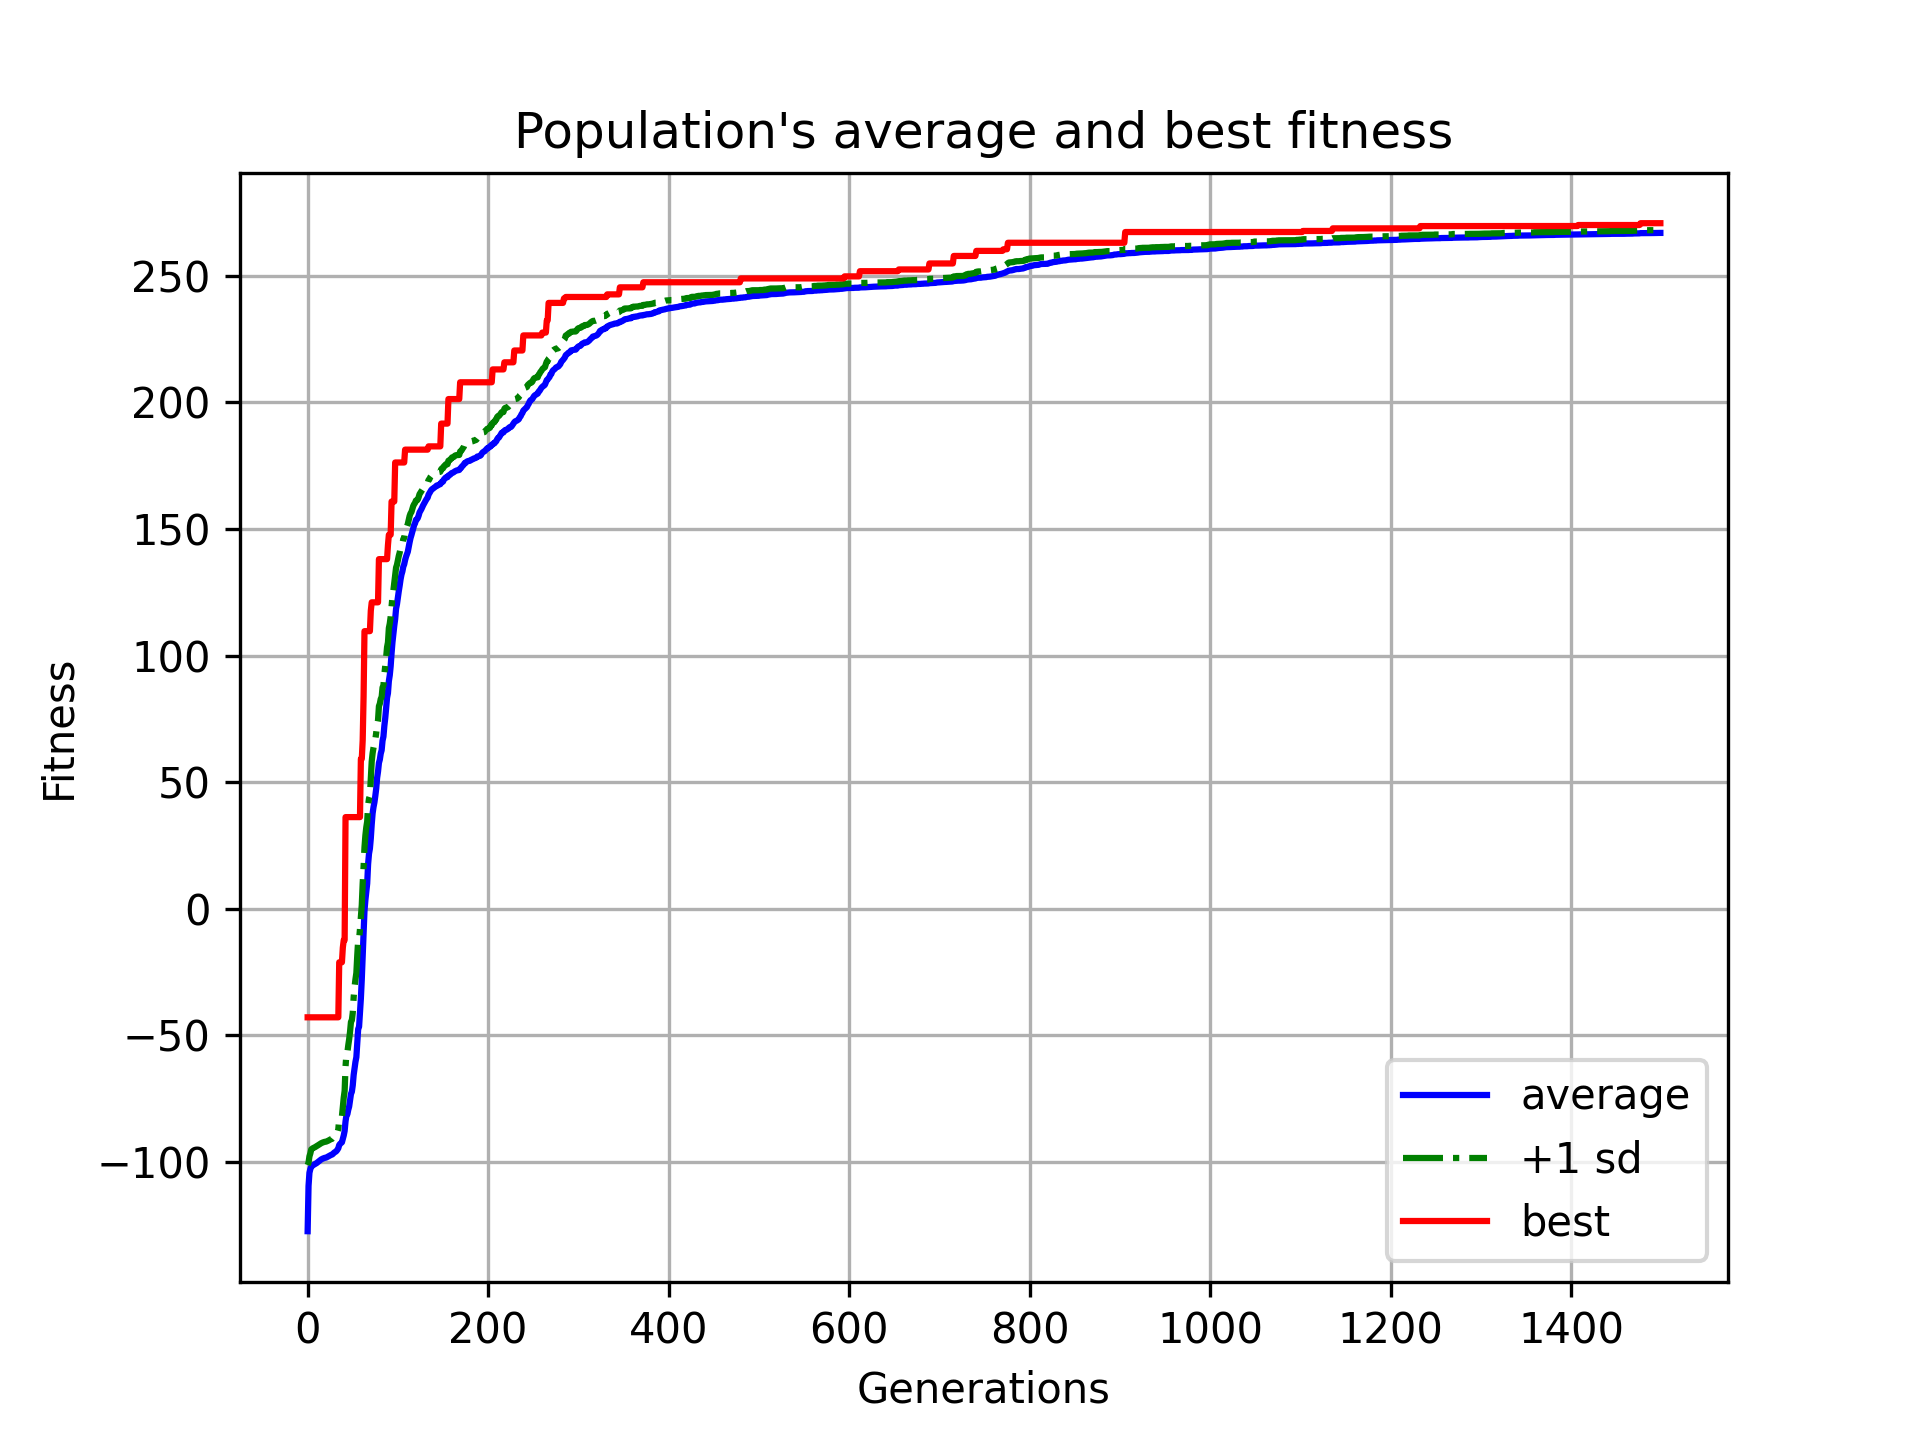 Population's average and best fitness
Fitness
250
200
150
100
50
0
−50
−100
0 200 400 600 800 1000 1200 1400
Generations
average
+1 sd
best